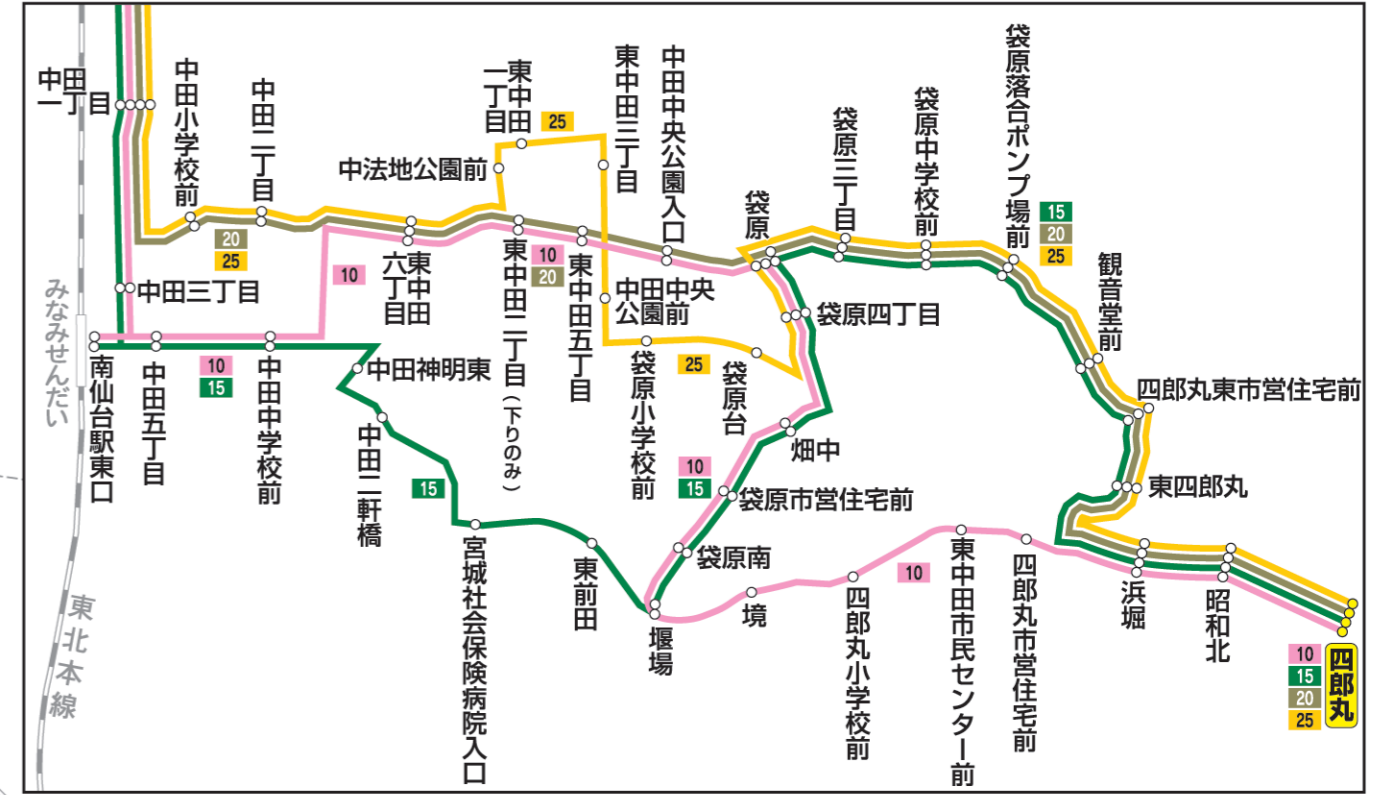 中田
一丁目
中田小学校前
中田二丁目
東中田
一丁目
25
中法地公園前
東中田三丁目
中田中央公園入口
袋原
袋原三丁目
袋原中学校前
袋原落合ポンプ場前
15
20
25
観音堂前
20
25
10
東中田
六丁目
東中田二丁目（下りのみ）
10
20
東中田五丁目
中田中央
公園前
袋原四丁目
みなみせんだい
中田三丁目
南仙台駅東口
中田五丁目
10
15
中田中学校前
中田神明東
中田二軒橋
袋原小学校前
25
袋原台
四郎丸東市営住宅前
畑中
10
15
袋原市営住宅前
東四郎丸
15
宮城社会保険病院入口
東前田
袋原南
堰場
境
四郎丸小学校前
10
東中田市民センター前
四郎丸市営住宅前
浜堀
昭和北
東北本線
10
15
20
25
四郎丸